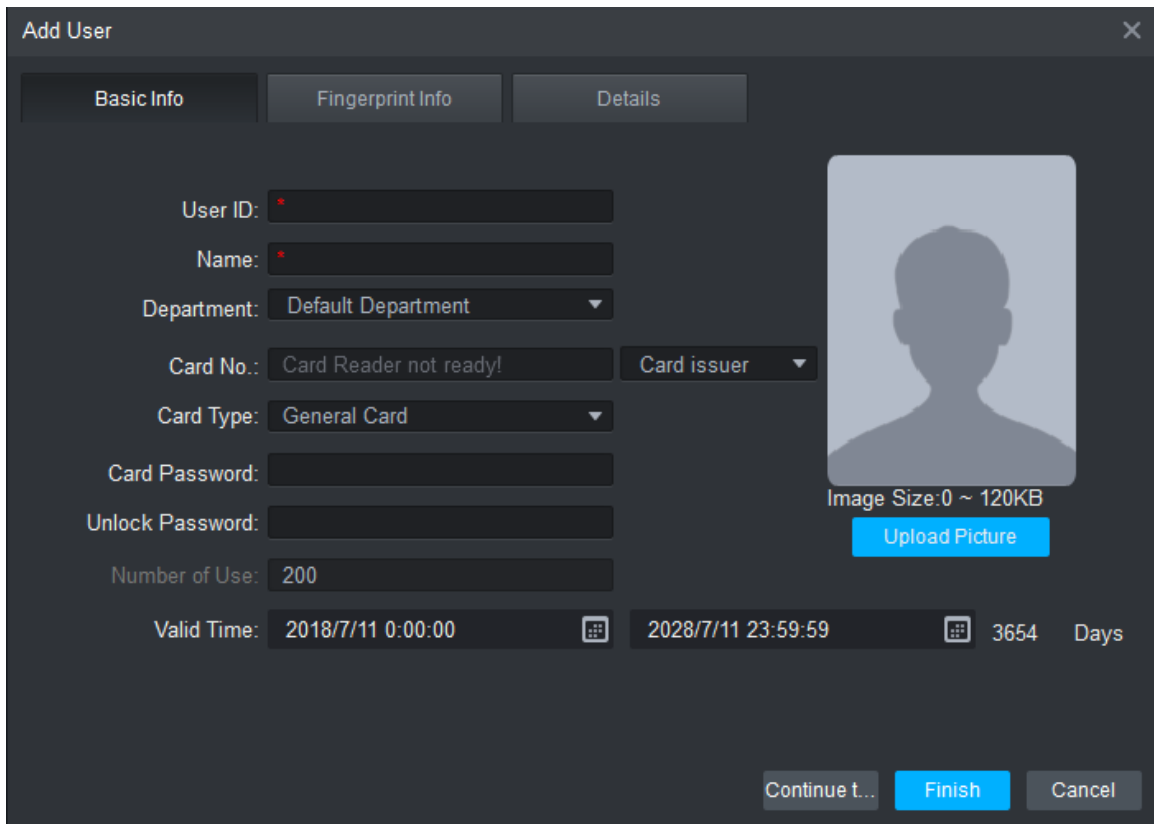 Add User
Basic Info Fingerprint Info Details
User ID: *
Name: *
Department: Default Department
Card No.: Card Reader not ready! Card issuer
Card Type: General Card
Card Password:
Unlock Password:
Image Size:0 ~ 120KB
Upload Picture
Number of Use: 200
Valid Time: 2018/7/11 0:00:00 2028/7/11 23:59:59 3654 Days
Continue t... Finish Cancel